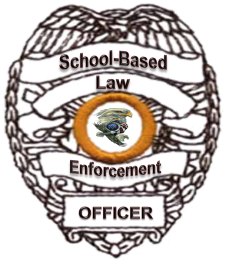 School-Based
Law
Enforcement
OFFICER